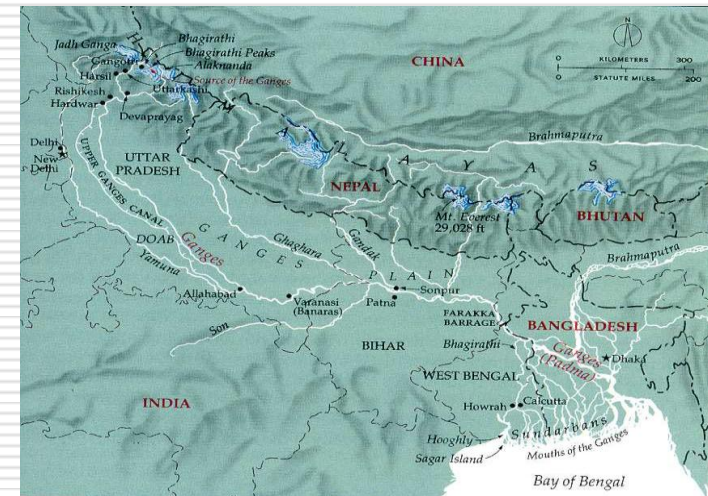 Jadh Ganga
Bhagirathi
Bhagirathi Peaks
Gangotri
Alaknanda
Harsil
Source of the Ganges
Rishikesh
Uttarkashi
Hardwar
Devaprayag
Delhi
New
Delhi
UTTAR
PRADESH
UPPER GANGES CANAL
DOAB
Yamuna
Ganges
GANGES
PLAIN
Ghaghara
Gandak
Allahabad
Varanasi
(Banaras)
Patna
Sonpur
Son
BIHAR
INDIA
CHINA
N
0 KILOMETERS 300
0 STATUTE MILES 200
HIMALAYAS
Brahmaputra
NEPAL
Mt. Everest
29,028 ft
BHUTAN
Brahmaputra
FARAKKA
BARRAGE
BANGLADESH
Bhagirathi
Ganges
(Padma)
Dhaka
WEST BENGAL
Howrah
Calcutta
Hooghly
Sundarbans
Sagar Island
Mouths of the Ganges
Bay of Bengal